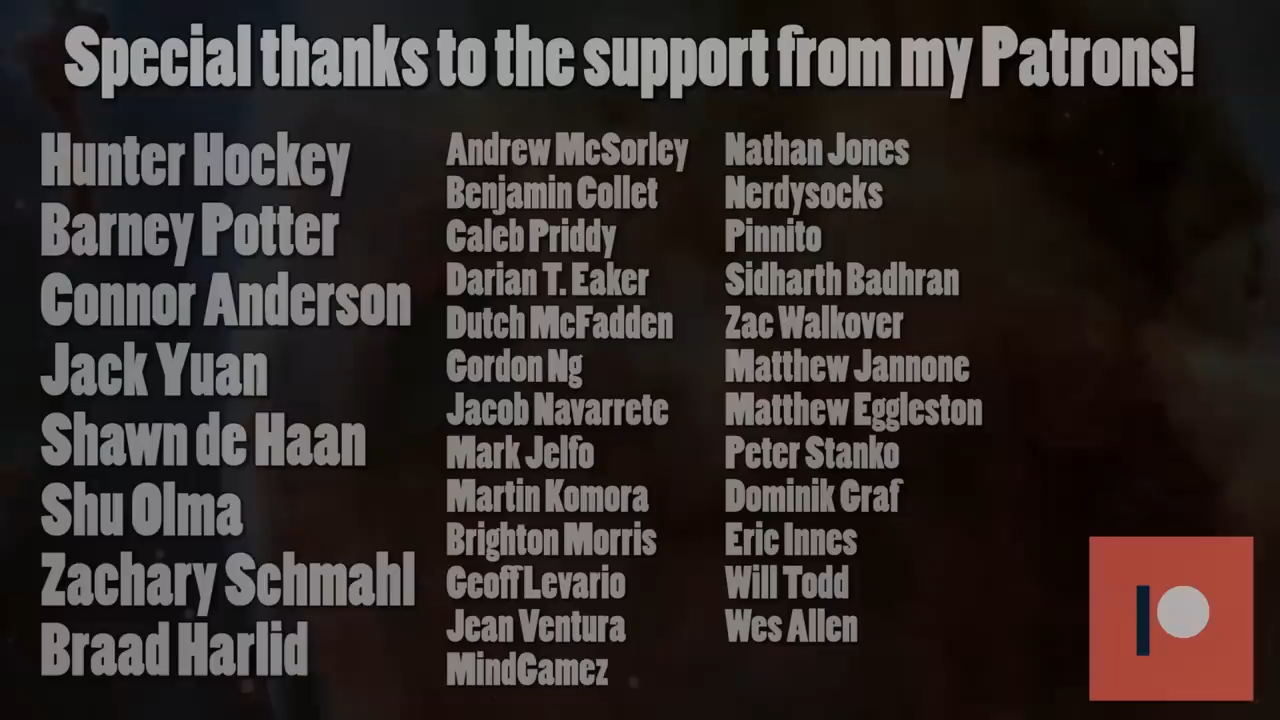 Special thanks to the support from my Patrons!
Hunter Hockey
Barney Potter
Connor Anderson
Jack Yuan
Shawn de Haan
Shu Olma
Zachary Schmahl
Braad Harlid
Andrew McSorley
Benjamin Collet
Caleb Priddy
Darian T. Eaker
Dutch McFadden
Gordon Ng
Jacob Navarrete
Mark Jelfo
Martin Komora
Brighton Morris
Geoff Levario
Jean Ventura
MindGamez
Nathan Jones
Nerdysocks
Pinnito
Sidharth Badhran
Zac Walkover
Matthew Jannone
Matthew Eggleston
Peter Stanko
Dominik Graf
Eric Innes
Will Todd
Wes Allen